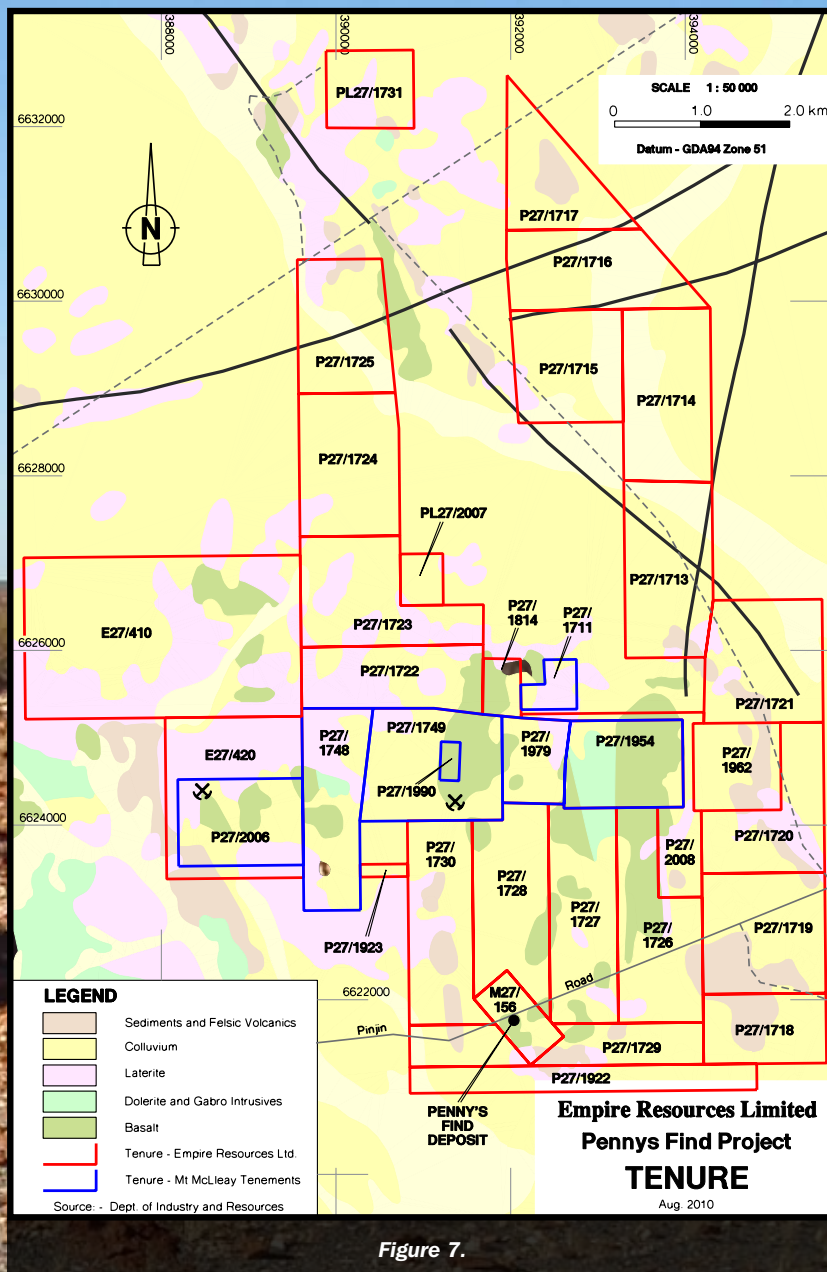 388000
390000
392000
394000
PL27/1731
SCALE 1 : 50 000
0 1.0 2.0 km
Datum - GDA94 Zone 51
6632000
N
P27/1717
P27/1716
6630000
P27/1725
P27/1715
P27/1714
P27/1724
6628000
PL27/2007
P27/1713
P27/
1814
P27/
1711
E27/410
P27/1723
6626000
P27/1722
P27/1721
P27/
1748
P27/1749
P27/
1979
P27/1954
E27/420
P27/
1962
P27/1990
6624000
P27/2006
P27/1720
P27/
1730
P27/
2008
P27/
1728
P27/
1727
P27/1719
P27/
1726
P27/1923
6622000
M27/
156
Road
Pinjin
P27/1718
P27/1729
P27/1922
PENNY'S
FIND
DEPOSIT
LEGEND
Sediments and Felsic Volcanics
Colluvium
Laterite
Dolerite and Gabro Intrusives
Basalt
Tenure - Empire Resources Ltd.
Tenure - Mt McLleay Tenements
Source: - Dept. of Industry and Resources
Empire Resources Limited
Pennys Find Project
TENURE
Aug. 2010
Figure 7.